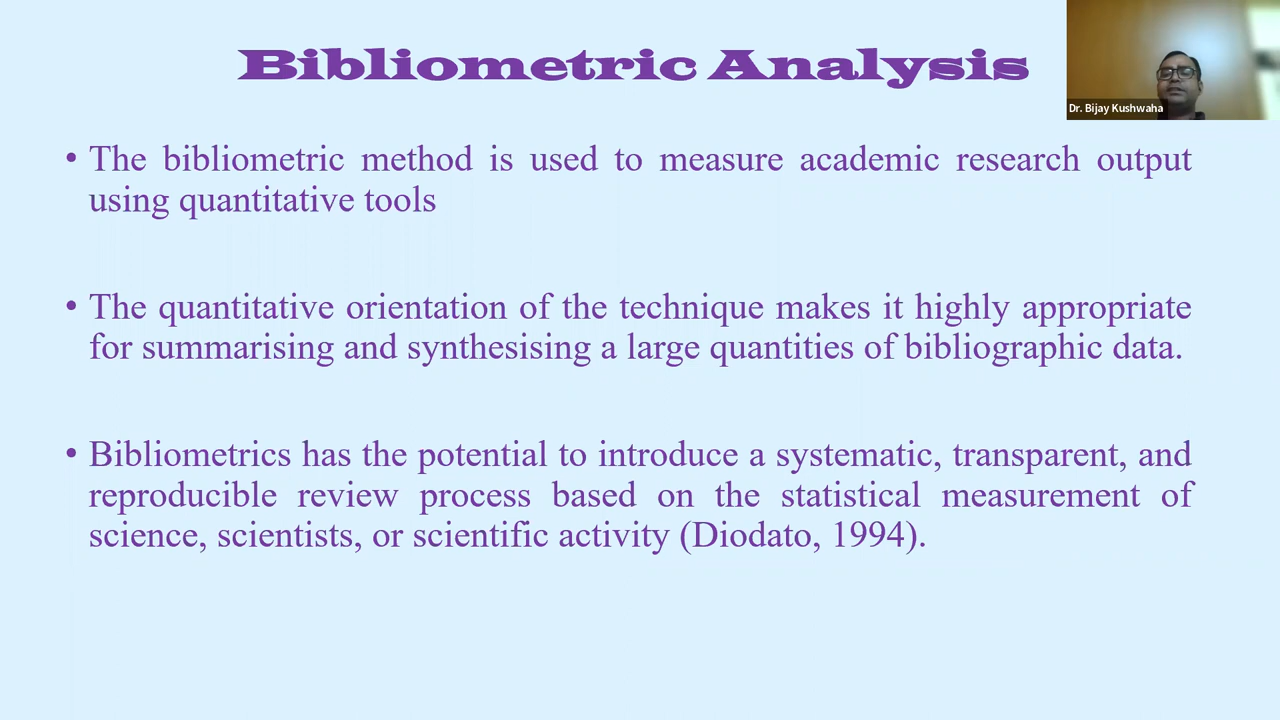 Bibliometric Analysis
Dr. Bijay Kushwaha
• The bibliometric method is used to measure academic research output
using quantitative tools
• The quantitative orientation of the technique makes it highly appropriate
for summarising and synthesising a large quantities of bibliographic data.
• Bibliometrics has the potential to introduce a systematic, transparent, and
reproducible review process based on the statistical measurement of
science, scientists, or scientific activity (Diodato, 1994).